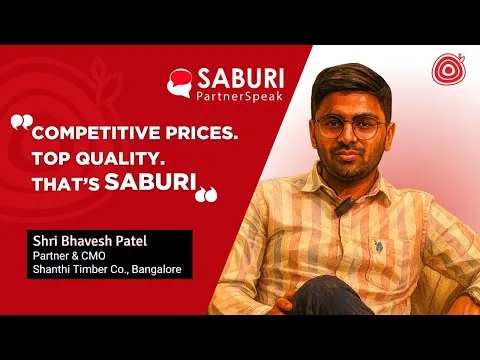 SABURI
PartnerSpeak
“COMPETITIVE PRICES.
TOP QUALITY.
THAT'S SABURI”
Shri Bhavesh Patel
Partner & CMO
Shanthi Timber Co., Bangalore